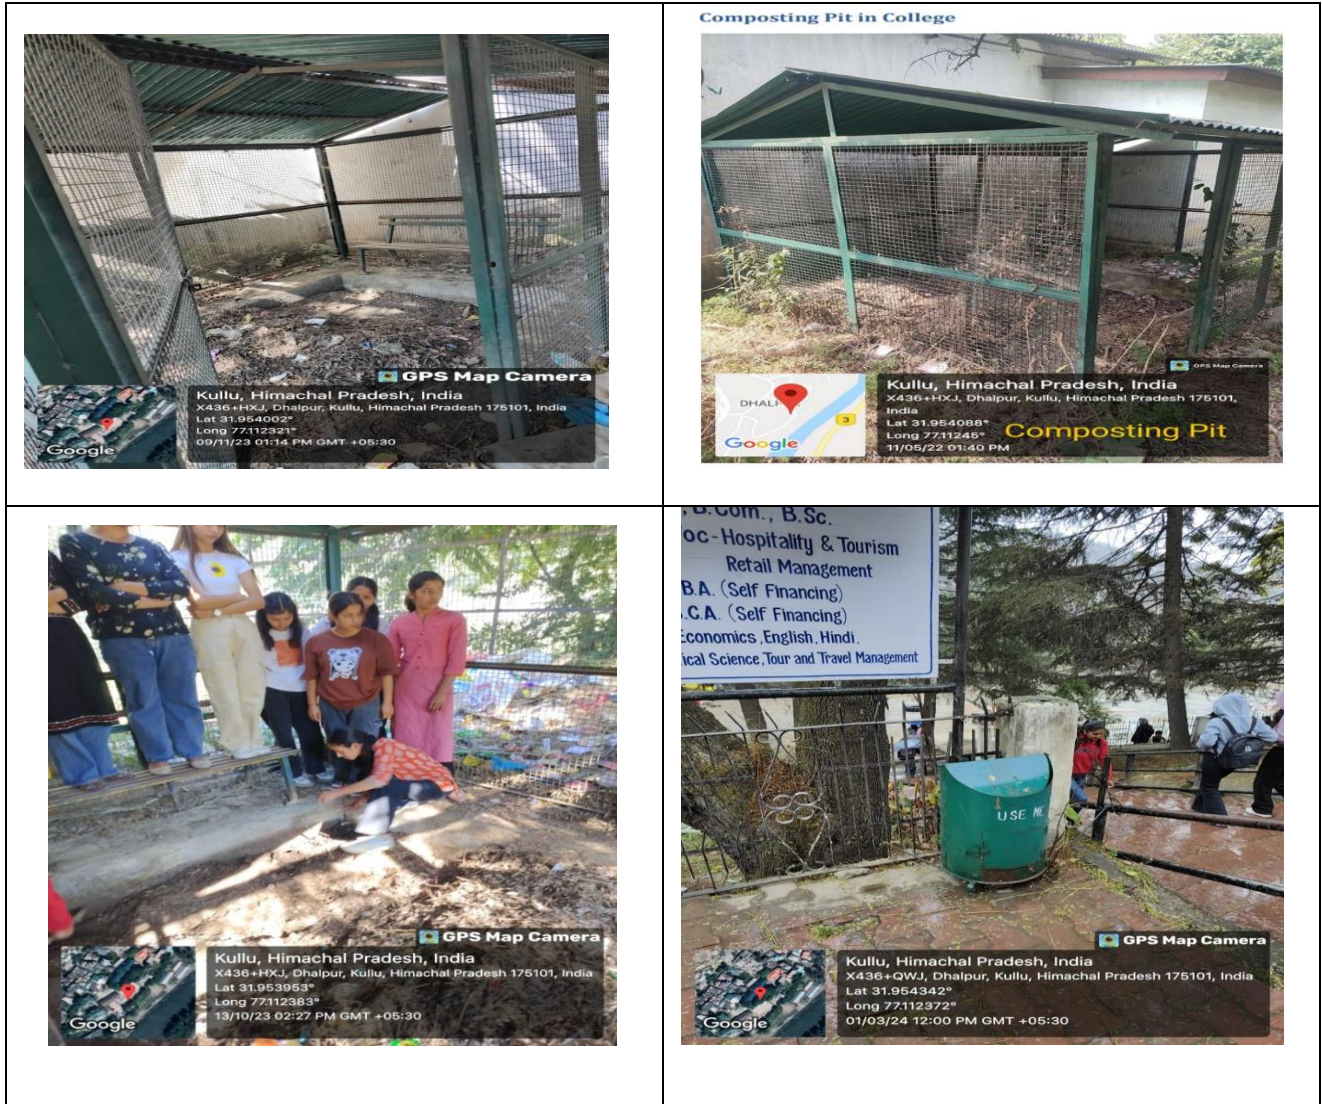 GPS Map Camera
Kullu, Himachal Pradesh, India
X436+HXJ, Dhalpur, Kullu, Himachal Pradesh 175101, India
Lat 31.954002°
Long 77.112321°
09/11/23 01:14 PM GMT +05:30
Google
Composting Pit in College
GPS Map Camera
Kullu, Himachal Pradesh, India
X436+HXJ, Dhalpur, Kullu, Himachal Pradesh 175101,
India
Lat 31.954088°
Long 77.11245°
11/05/22 01:40 PM
Composting Pit
3
Google
GPS Map Camera
Kullu, Himachal Pradesh, India
X436+HXJ, Dhalpur, Kullu, Himachal Pradesh 175101, India
Lat 31.953953°
Long 77.112383°
13/10/23 02:27 PM GMT +05:30
Google
, B.Com., B.Sc.
oc-Hospitality & Tourism
Retail Management
B.A. (Self Financing)
.C.A. (Self Financing)
Economics, English, Hindi.
ical Science, Tour and Travel Management
USE ME
GPS Map Camera
Kullu, Himachal Pradesh, India
X436+QWJ, Dhalpur, Kullu, Himachal Pradesh 175101, India
Lat 31.954342°
Long 77.112372°
01/03/24 12:00 PM GMT +05:30
Google